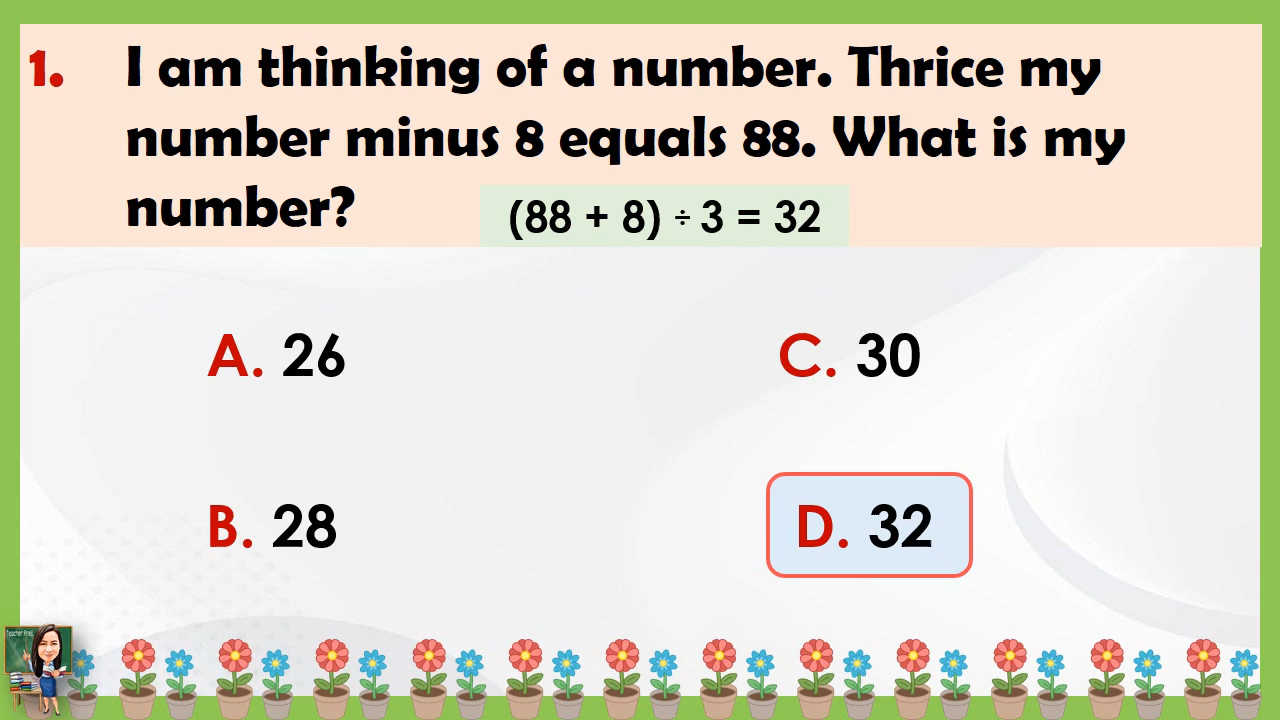 1. I am thinking of a number. Thrice my
number minus 8 equals 88. What is my
number?
(88 + 8) ÷ 3 = 32
A. 26
C. 30
B. 28
D. 32